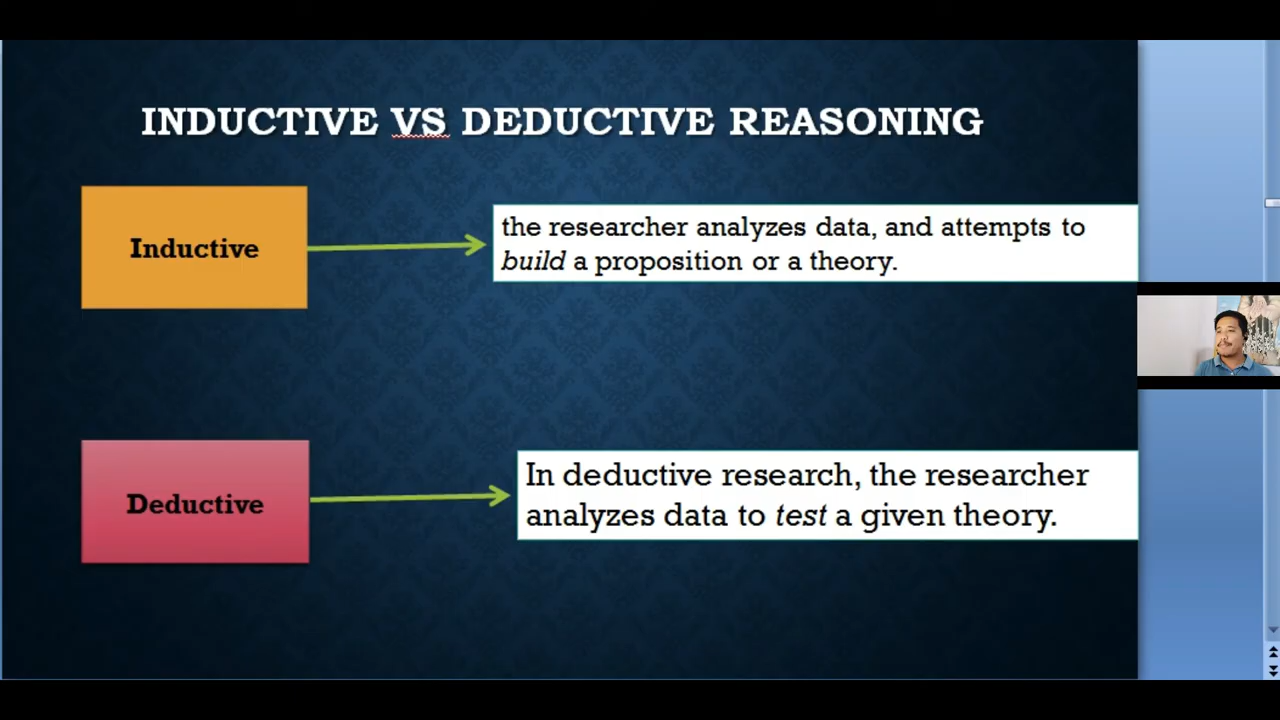 INDUCTIVE VS DEDUCTIVE REASONING
Inductive
the researcher analyzes data, and attempts to
build a proposition or a theory.
Deductive
In deductive research, the researcher
analyzes data to test a given theory.